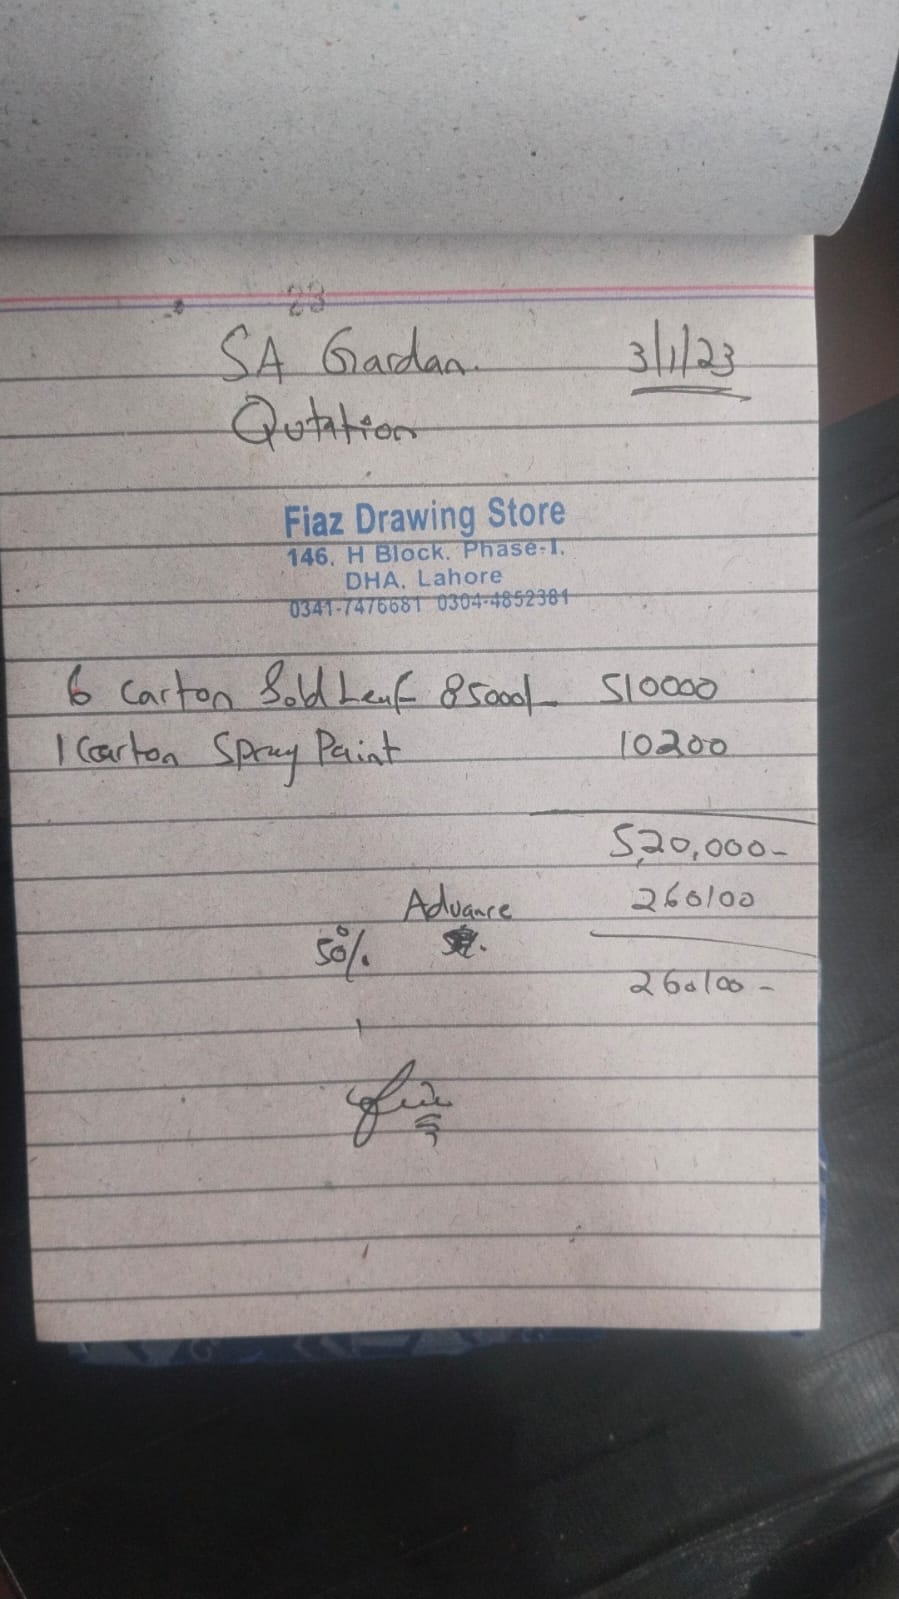 23
SA Gardan.
3/1/23
Qutation
Fiaz Drawing Store
146, H Block, Phase-I,
DHA, Lahore
0341-7476681 0304-4852381
6 Carton Gold Leaf 85000/- 510000
1 Carton Spray Paint 10200
520,000-
Advance 260100
50%
260100-